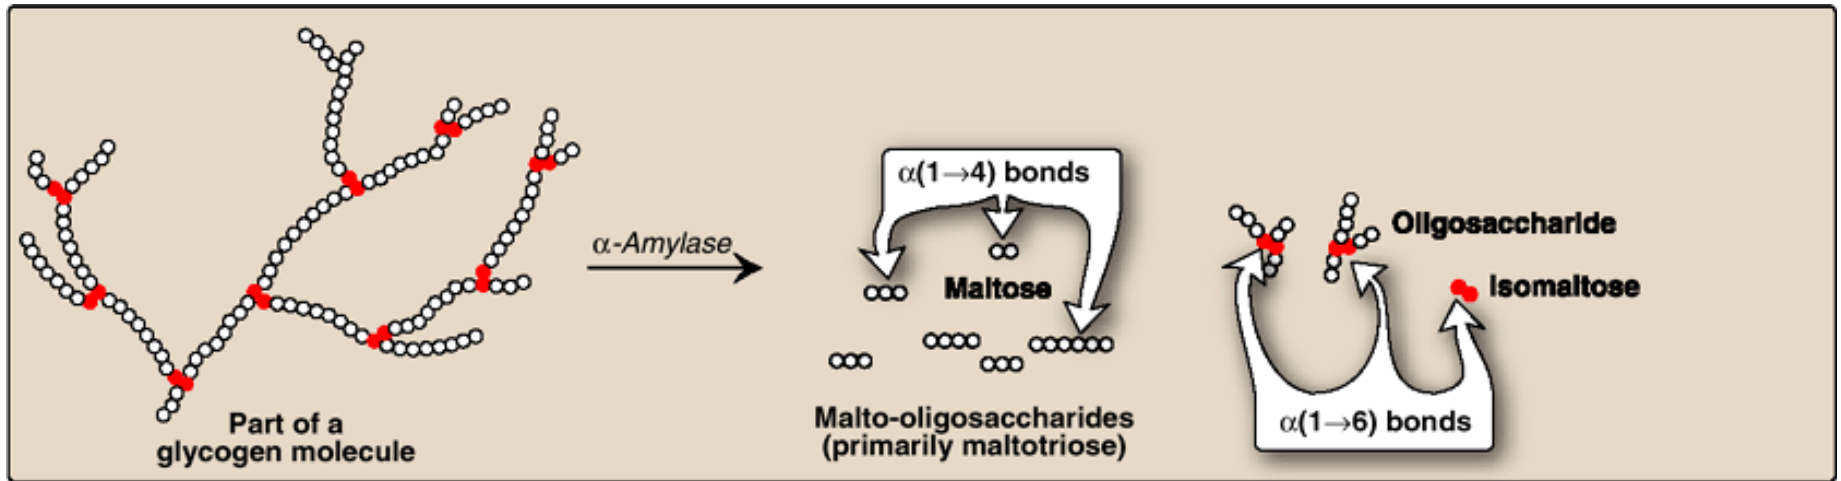 Part of a
glycogen molecule
α-Amylase
α(1→4) bonds
Maltose
Malto-oligosaccharides
(primarily maltotriose)
Oligosaccharide
Isomaltose
α(1→6) bonds